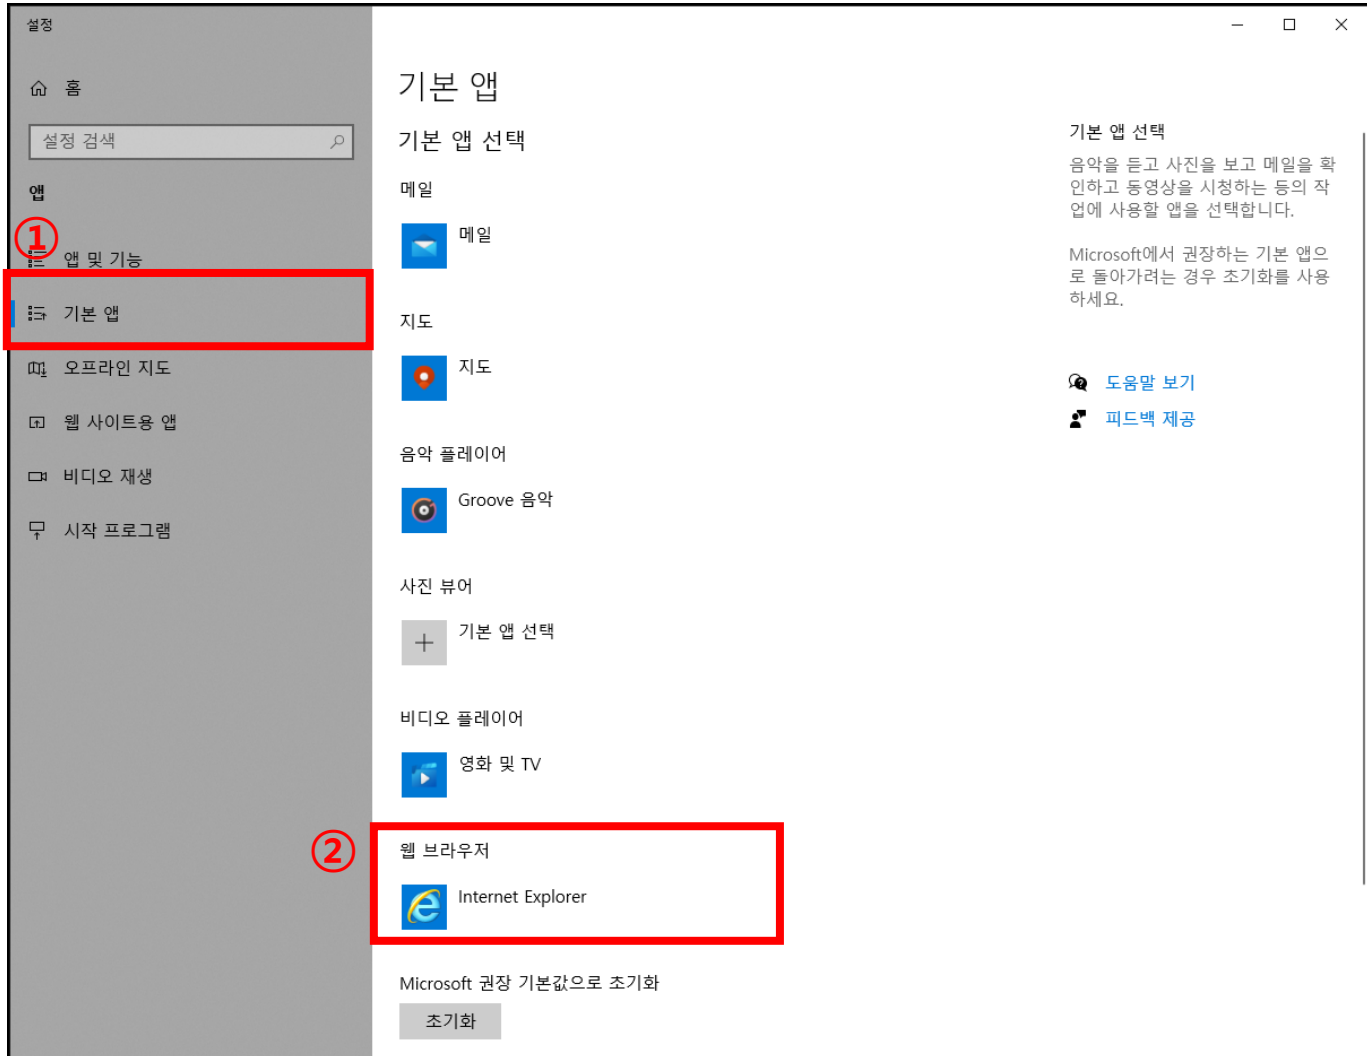 설정
홈
설정 검색
앱
①
앱 및 기능
기본 앱
오프라인 지도
웹 사이트용 앱
비디오 재생
시작 프로그램
기본 앱
기본 앱 선택
메일
메일
지도
지도
음악 플레이어
Groove 음악
사진 뷰어
기본 앱 선택
비디오 플레이어
영화 및 TV
②
웹 브라우저
Internet Explorer
Microsoft 권장 기본값으로 초기화
초기화
기본 앱 선택
음악을 듣고 사진을 보고 메일을 확
인하고 동영상을 시청하는 등의 작
업에 사용할 앱을 선택합니다.
Microsoft에서 권장하는 기본 앱으
로 돌아가려는 경우 초기화를 사용
하세요.
도움말 보기
피드백 제공